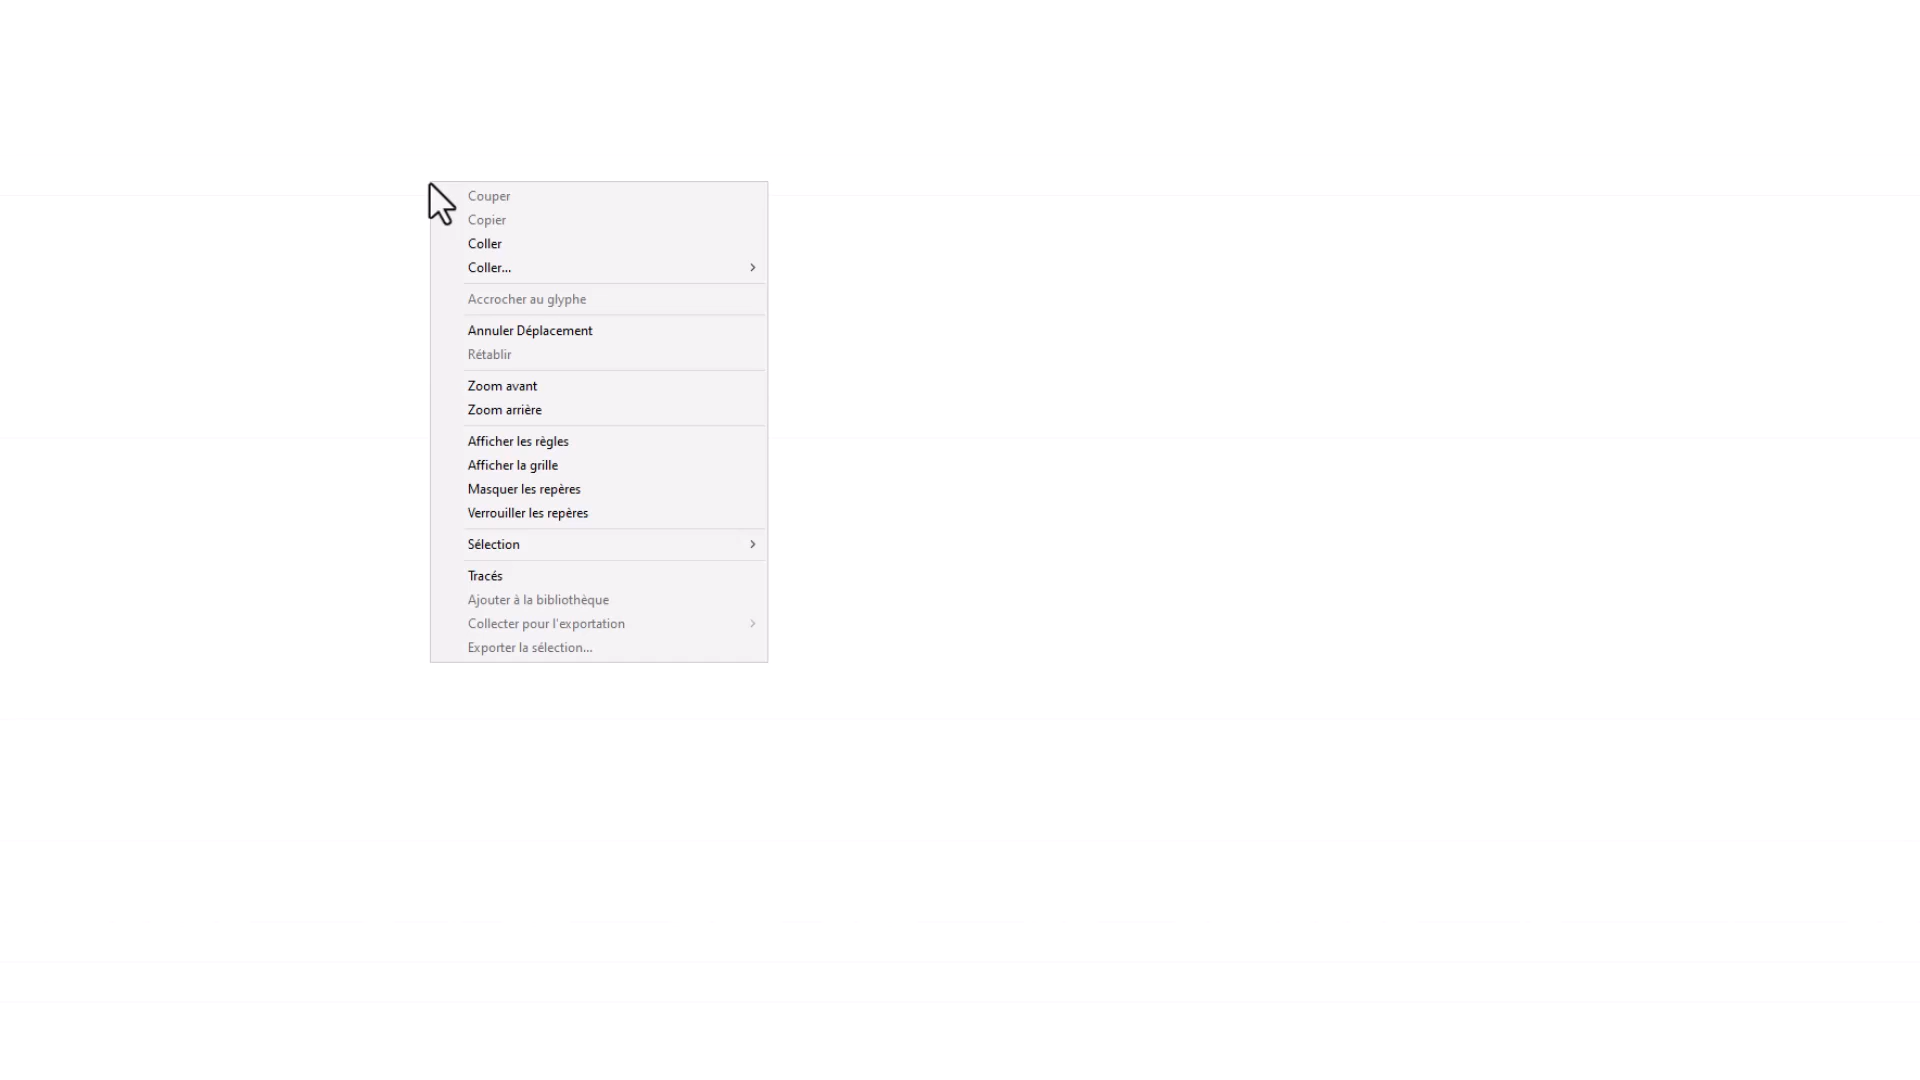 Couper
Copier
Coller
Coller...
Accrocher au glyphe
Annuler Déplacement
Rétablir
Zoom avant
Zoom arrière
Afficher les règles
Afficher la grille
Masquer les repères
Verrouiller les repères
Sélection
Tracés
Ajouter à la bibliothèque
Collecter pour l'exportation
Exporter la sélection...